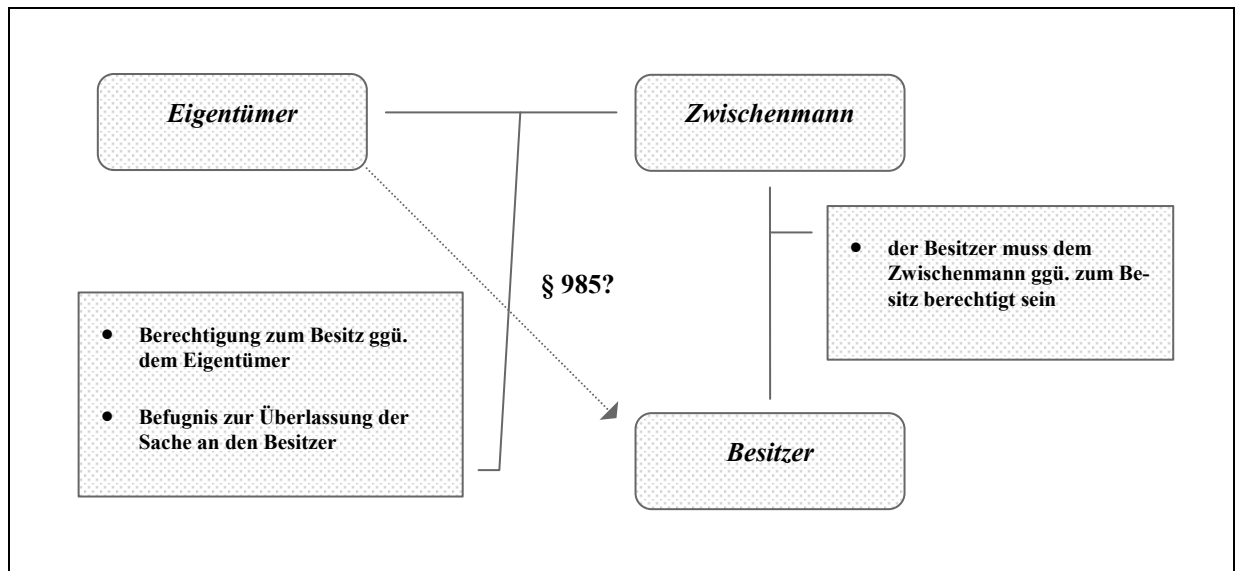 Eigentümer
Zwischenmann
• der Besitzer muss dem
Zwischenmann ggü. zum Be-
sitz berechtigt sein
§ 985?
• Berechtigung zum Besitz ggü.
dem Eigentümer
• Befugnis zur Überlassung der
Sache an den Besitzer
Besitzer